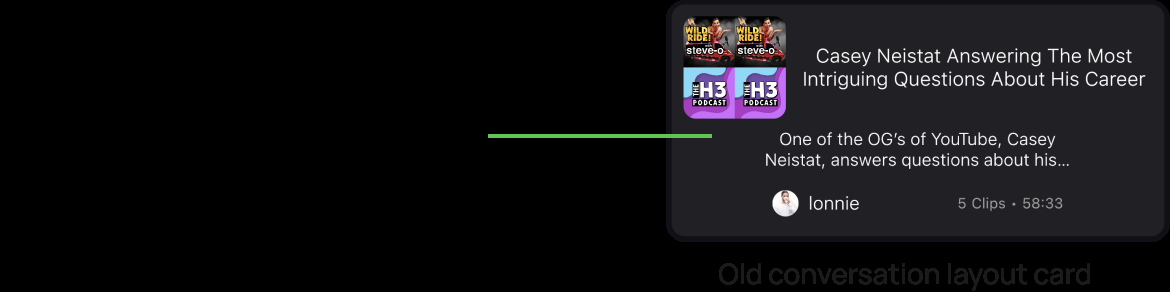 WILD RIDE! WILD RIDE!
steve-o steve-o
THE H3 PODCAST THE H3 PODCAST
Casey Neistat Answering The Most
Intriguing Questions About His Career
One of the OG’s of YouTube, Casey
Neistat, answers questions about his...
lonnie
5 Clips • 58:33
Old conversation layout card